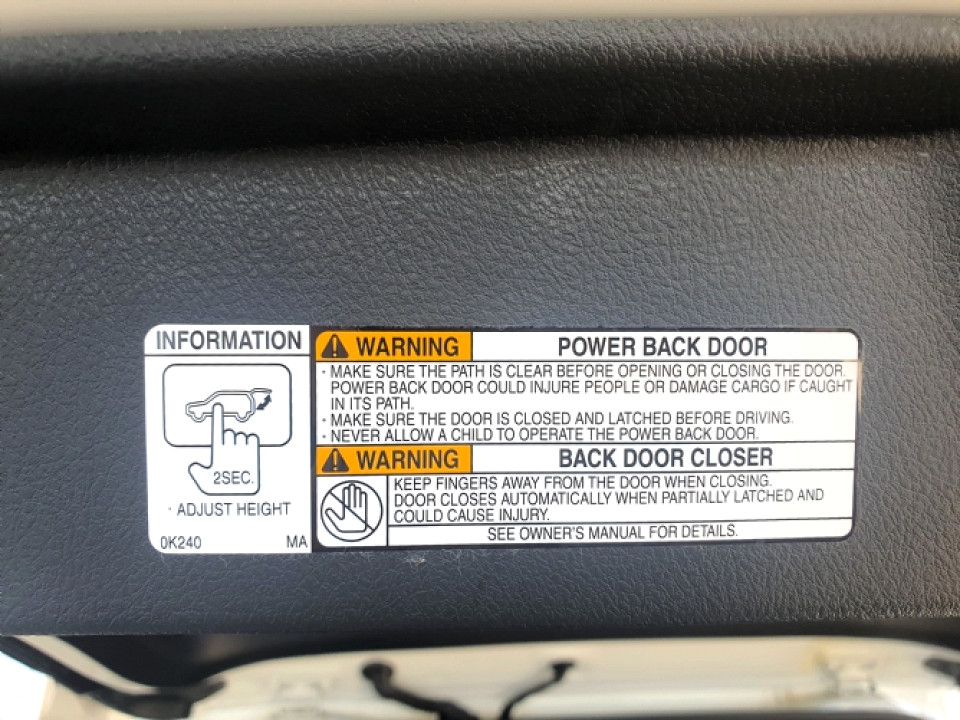 INFORMATION
2SEC.
· ADJUST HEIGHT
0K240 MA
WARNING POWER BACK DOOR
· MAKE SURE THE PATH IS CLEAR BEFORE OPENING OR CLOSING THE DOOR.
POWER BACK DOOR COULD INJURE PEOPLE OR DAMAGE CARGO IF CAUGHT
IN ITS PATH.
· MAKE SURE THE DOOR IS CLOSED AND LATCHED BEFORE DRIVING.
· NEVER ALLOW A CHILD TO OPERATE THE POWER BACK DOOR.
WARNING BACK DOOR CLOSER
KEEP FINGERS AWAY FROM THE DOOR WHEN CLOSING.
DOOR CLOSES AUTOMATICALLY WHEN PARTIALLY LATCHED AND
COULD CAUSE INJURY.
SEE OWNER'S MANUAL FOR DETAILS.